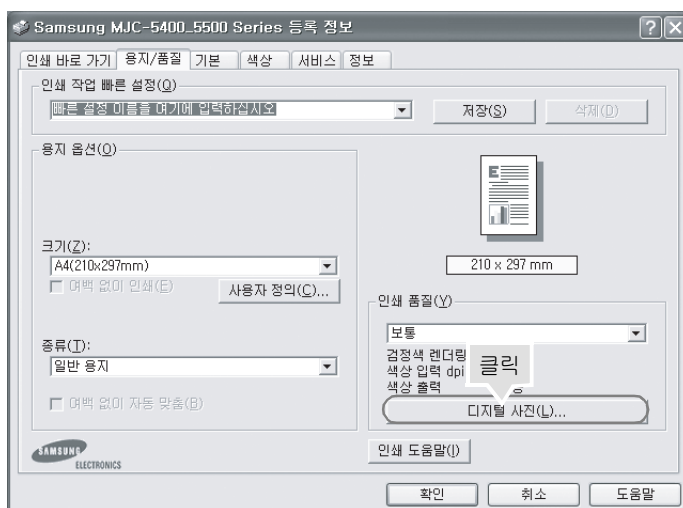 Samsung MJC-5400_5500 Series 등록 정보
인쇄 바로 가기 용지/품질 기본 색상 서비스 정보
인쇄 작업 빠른 설정(Q)
빠른 설정 이름을 여기에 입력하십시오 저장(S) 삭제(D)
용지 옵션(O)
크기(Z):
A4(210x297mm)
210 x 297 mm
여백 없이 인쇄(E) 사용자 정의(C)...
인쇄 품질(Y)
보통
종류(T):
일반 용지
검정색 렌더링
색상 입력 dpi
색상 출력
클릭
여백 없이 자동 맞춤(B)
디지털 사진(L)...
SAMSUNG
ELECTRONICS
인쇄 도움말(I)
확인 취소 도움말